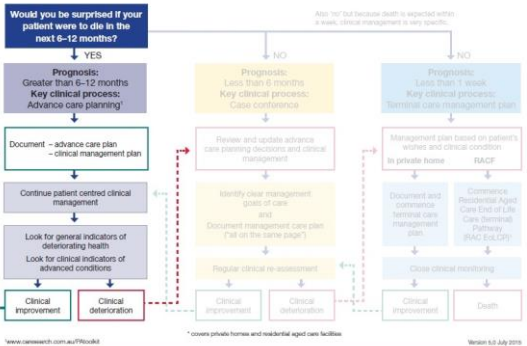 Would you be surprised if your
patient were to die in the
next 6–12 months?
Also 'no' but because death is expected within
a week, clinical management is very specific.
YES
NO
NO
Prognosis:
Greater than 6–12 months
Key clinical process:
Advance care planning¹
Prognosis:
Less than 6 months
Key clinical process:
Case conference
Prognosis:
Less than 1 week
Key clinical process:
Terminal care management plan
Document – advance care plan
– clinical management plan
Review and update advance
care planning decisions and clinical
management
Management plan based on patient's
wishes and clinical condition
In private home
RACF
Continue patient centred clinical
management
Identify clear management
goals of care
and
Document management care plan
("all on the same page")
Document and
commence
terminal care
management
plan
Commence
Residential Aged
Care End of Life
Care (terminal)
Pathway
(RAC EoLCP)
Look for general indicators of
deteriorating health
Look for clinical indicators of
advanced conditions
Regular clinical re-assessment
Close clinical monitoring
Clinical
improvement
Clinical
deterioration
Clinical
improvement
Clinical
deterioration
Clinical
improvement
Death
* covers private homes and residential aged care facilities
¹www.caresearch.com.au/PAtoolkit
Version 5.0 July 2015